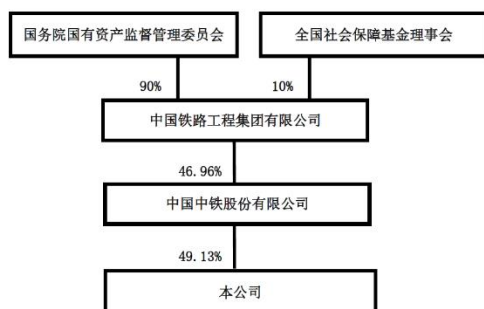 国务院国有资产监督管理委员会
全国社会保障基金理事会
90%
10%
中国铁路工程集团有限公司
46.96%
中国中铁股份有限公司
49.13%
本公司